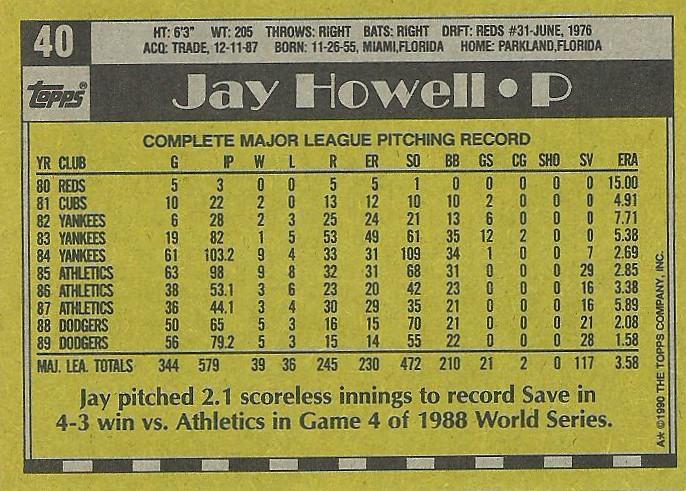 40
HT: 6'3" WT: 205 THROWS: RIGHT BATS: RIGHT DRFT: REDS #31-JUNE, 1976
ACQ: TRADE, 12-11-87 BORN: 11-26-55, MIAMI,FLORIDA HOME: PARKLAND,FLORIDA
TOPPS®
Jay Howell • P
COMPLETE MAJOR LEAGUE PITCHING RECORD
YR CLUB G IP W L R ER SO BB GS CG SHO SV ERA
80 REDS 5 3 0 0 5 5 1 0 0 0 0 0 15.00
81 CUBS 10 22 2 0 13 12 10 10 2 0 0 0 4.91
82 YANKEES 6 28 2 3 25 24 21 13 6 0 0 0 7.71
83 YANKEES 19 82 1 5 53 49 61 35 12 2 0 0 5.38
84 YANKEES 61 103.2 9 4 33 31 109 34 1 0 0 7 2.69
85 ATHLETICS 63 98 9 8 32 31 68 31 0 0 0 29 2.85
86 ATHLETICS 38 53.1 3 6 23 20 42 23 0 0 0 16 3.38
87 ATHLETICS 36 44.1 3 4 30 29 35 21 0 0 0 16 5.89
88 DODGERS 50 65 5 3 16 15 70 21 0 0 0 21 2.08
89 DODGERS 56 79.2 5 3 15 14 55 22 0 0 0 28 1.58
MAJ. LEA. TOTALS 344 579 39 36 245 230 472 210 21 2 0 117 3.58
Jay pitched 2.1 scoreless innings to record Save in
4-3 win vs. Athletics in Game 4 of 1988 World Series.
A* ©1990 THE TOPPS COMPANY, INC.